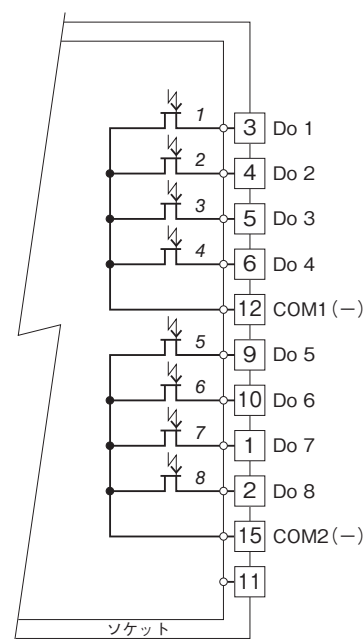 1 3 Do 1
2 4 Do 2
3 5 Do 3
4 6 Do 4
12 COM1(−)
5 9 Do 5
6 10 Do 6
7 1 Do 7
8 2 Do 8
15 COM2(−)
11
ソケット